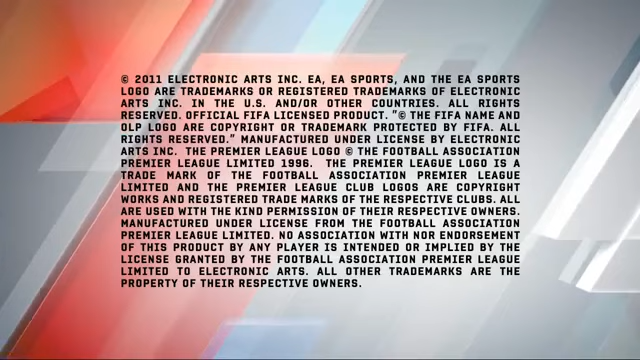 © 2011 ELECTRONIC ARTS INC. EA, EA SPORTS, AND THE EA SPORTS
LOGO ARE TRADEMARKS OR REGISTERED TRADEMARKS OF ELECTRONIC
ARTS INC. IN THE U.S. AND/OR OTHER COUNTRIES. ALL RIGHTS
RESERVED. OFFICIAL FIFA LICENSED PRODUCT. "© THE FIFA NAME AND
OLP LOGO ARE COPYRIGHT OR TRADEMARK PROTECTED BY FIFA. ALL
RIGHTS RESERVED." MANUFACTURED UNDER LICENSE BY ELECTRONIC
ARTS INC. THE PREMIER LEAGUE LOGO © THE FOOTBALL ASSOCIATION
PREMIER LEAGUE LIMITED 1996. THE PREMIER LEAGUE LOGO IS A
TRADE MARK OF THE FOOTBALL ASSOCIATION PREMIER LEAGUE
LIMITED AND THE PREMIER LEAGUE CLUB LOGOS ARE COPYRIGHT
WORKS AND REGISTERED TRADE MARKS OF THE RESPECTIVE CLUBS. ALL
ARE USED WITH THE KIND PERMISSION OF THEIR RESPECTIVE OWNERS.
MANUFACTURED UNDER LICENSE FROM THE FOOTBALL ASSOCIATION
PREMIER LEAGUE LIMITED. NO ASSOCIATION WITH NOR ENDORSEMENT
OF THIS PRODUCT BY ANY PLAYER IS INTENDED OR IMPLIED BY THE
LICENSE GRANTED BY THE FOOTBALL ASSOCIATION PREMIER LEAGUE
LIMITED TO ELECTRONIC ARTS. ALL OTHER TRADEMARKS ARE THE
PROPERTY OF THEIR RESPECTIVE OWNERS.